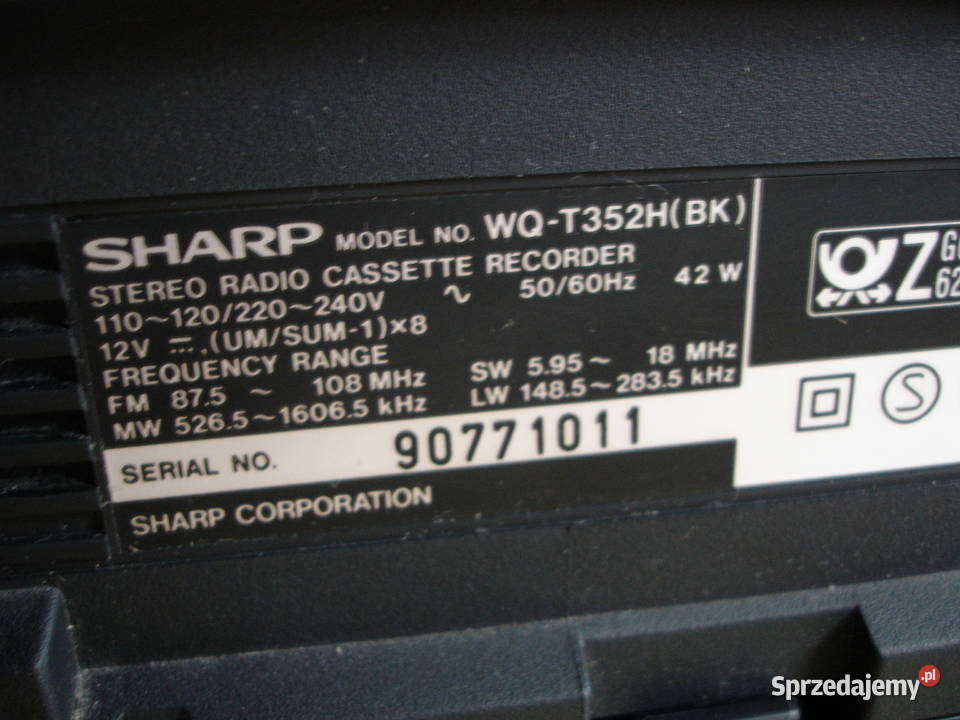 SHARP MODEL NO. WQ-T352H(BK)
STEREO RADIO CASSETTE RECORDER
110~120/220~240V ∿ 50/60Hz 42 W
12V ⎓ .(UM/SUM-1)×8
FREQUENCY RANGE
FM 87.5 ~ 108 MHz SW 5.95~ 18 MHz
MW 526.5~1606.5 kHz LW 148.5~283.5 kHz
SERIAL NO. 90771011
SHARP CORPORATION
Z
S
Sprzedajemy.pl